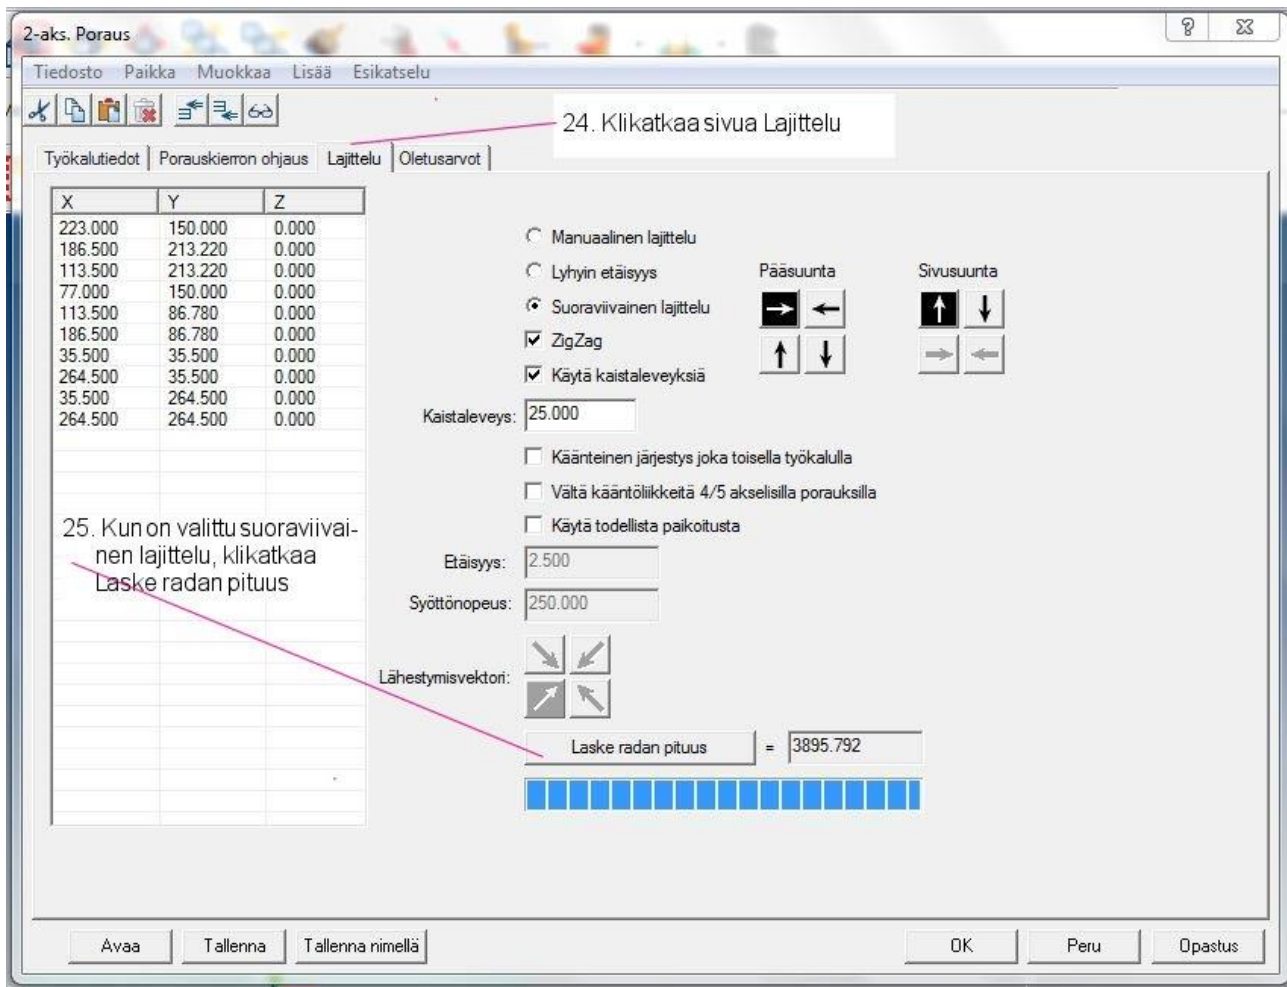 2-aks. Poraus
Tiedosto Paikka Muokkaa Lisää Esikatselu
24. Klikatkaa sivua Lajittelu
Työkalutiedot Porauskierron ohjaus Lajittelu Oletusarvot
X Y Z
223.000 150.000 0.000
186.500 213.220 0.000
113.500 213.220 0.000
77.000 150.000 0.000
113.500 86.780 0.000
186.500 86.780 0.000
35.500 35.500 0.000
264.500 35.500 0.000
35.500 264.500 0.000
264.500 264.500 0.000
25. Kun on valittu suoraviivai-
nen lajittelu, klikatkaa
Laske radan pituus
Manuaalinen lajittelu
Lyhyin etäisyys
Suoraviivainen lajittelu
ZigZag
Käytä kaistaleveyksiä
Pääsuunta
Sivusuunta
Kaistaleveys: 25.000
Käänteinen järjestys joka toisella työkalulla
Vältä kääntöliikkeitä 4/5 akselisilla porauksilla
Käytä todellista paikoitusta
Etäisyys: 2.500
Syöttönopeus: 250.000
Lähestymisvektori:
Laske radan pituus = 3895.792
Avaa Tallenna Tallenna nimellä OK Peru Opastus